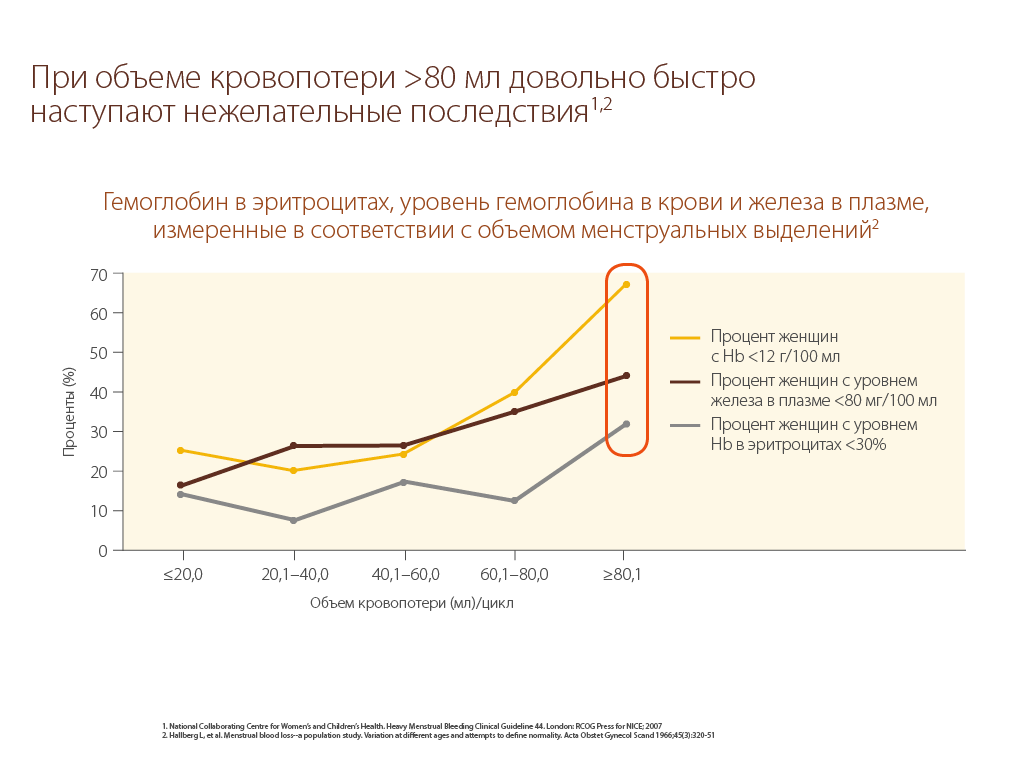 При объеме кровопотери >80 мл довольно быстро
наступают нежелательные последствия1,2
Гемоглобин в эритроцитах, уровень гемоглобина в крови и железа в плазме,
измеренные в соответствии с объемом менструальных выделений2
Проценты (%)
70
60
50
40
30
20
10
0
≤20,0
20,1–40,0
40,1–60,0
60,1–80,0
≥80,1
Объем кровопотери (мл)/цикл
Процент женщин
с Hb <12 г/100 мл
Процент женщин с уровнем
железа в плазме <80 мг/100 мл
Процент женщин с уровнем
Hb в эритроцитах <30%
1. National Collaborating Centre for Women's and Children's Health. Heavy Menstrual Bleeding Clinical Guideline 44. London: RCOG Press for NICE; 2007
2. Hallberg L, et al. Menstrual blood loss--a population study. Variation at different ages and attempts to define normality. Acta Obstet Gynecol Scand 1966;45(3):320-51